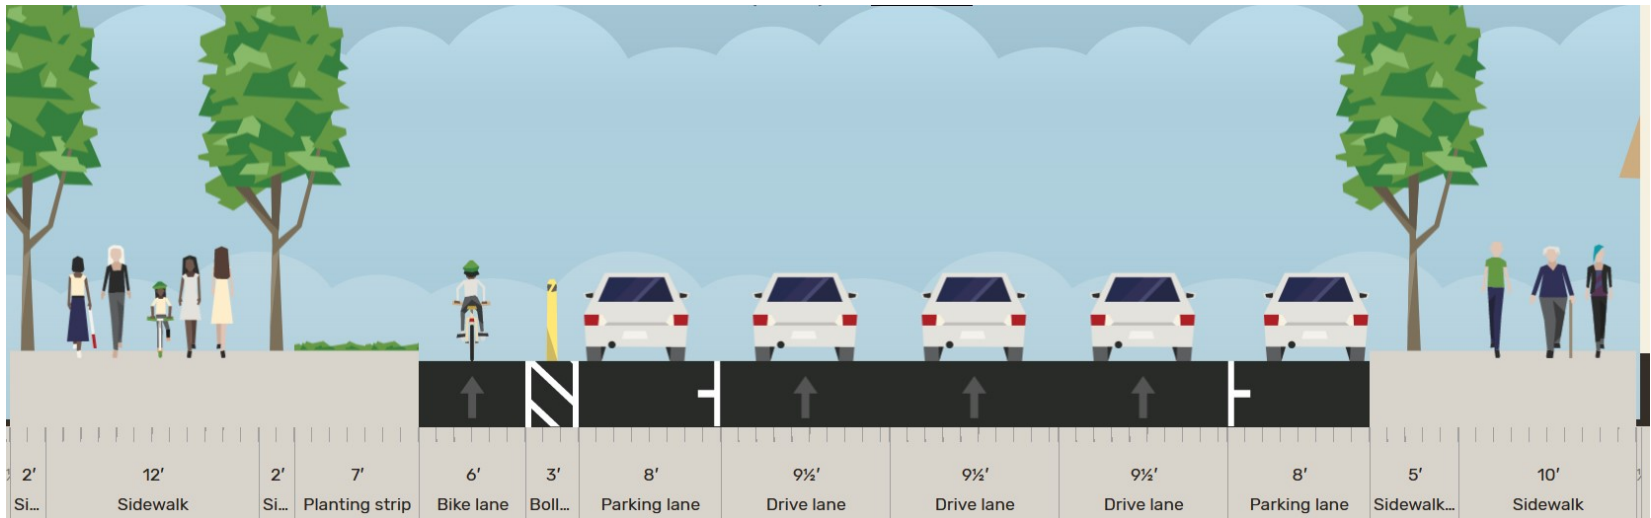 2′ 12′ 2′ 7′ 6′ 3′ 8′ 9½′ 9½′ 9½′ 8′ 5′ 10′
Si... Sidewalk Si... Planting strip Bike lane Boll... Parking lane Drive lane Drive lane Drive lane Parking lane Sidewalk... Sidewalk